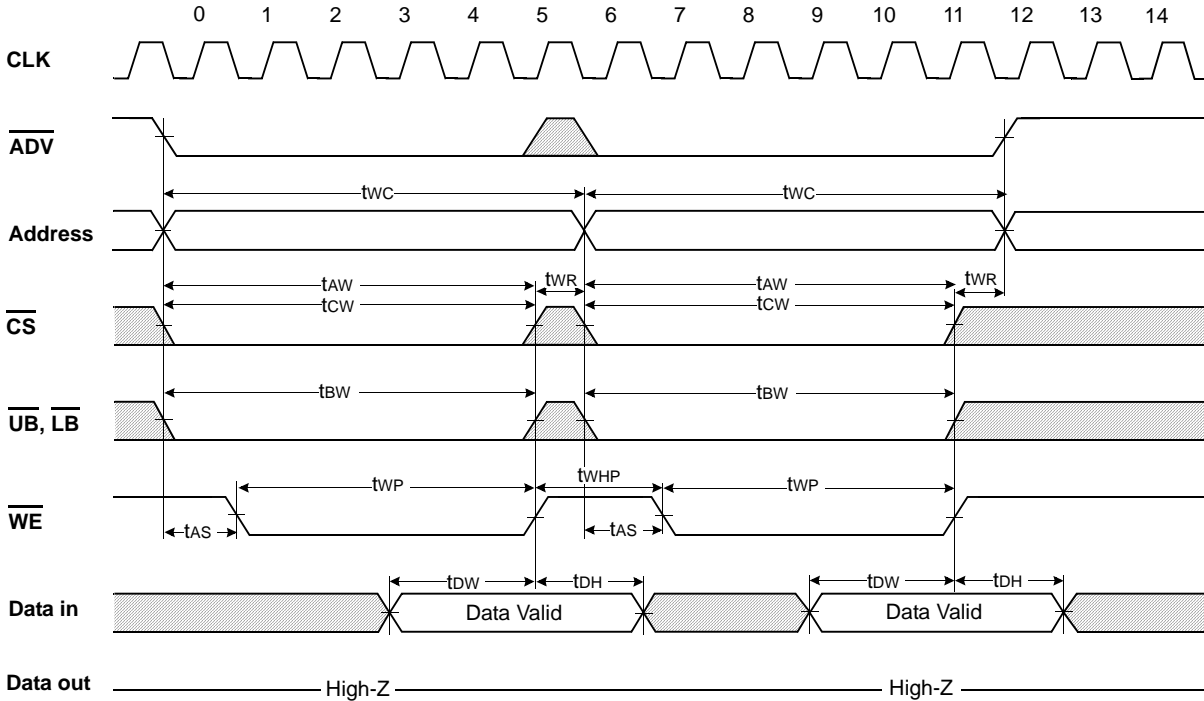 0 1 2 3 4 5 6 7 8 9 10 11 12 13 14
CLK
ADV
tWC tWC
Address
tAW tWR tAW tWR
tCW tCW
CS
tBW tBW
UB, LB
tWP tWHP tWP
WE
tAS tAS
tDW tDH tDW tDH
Data in Data Valid Data Valid
Data out High-Z High-Z